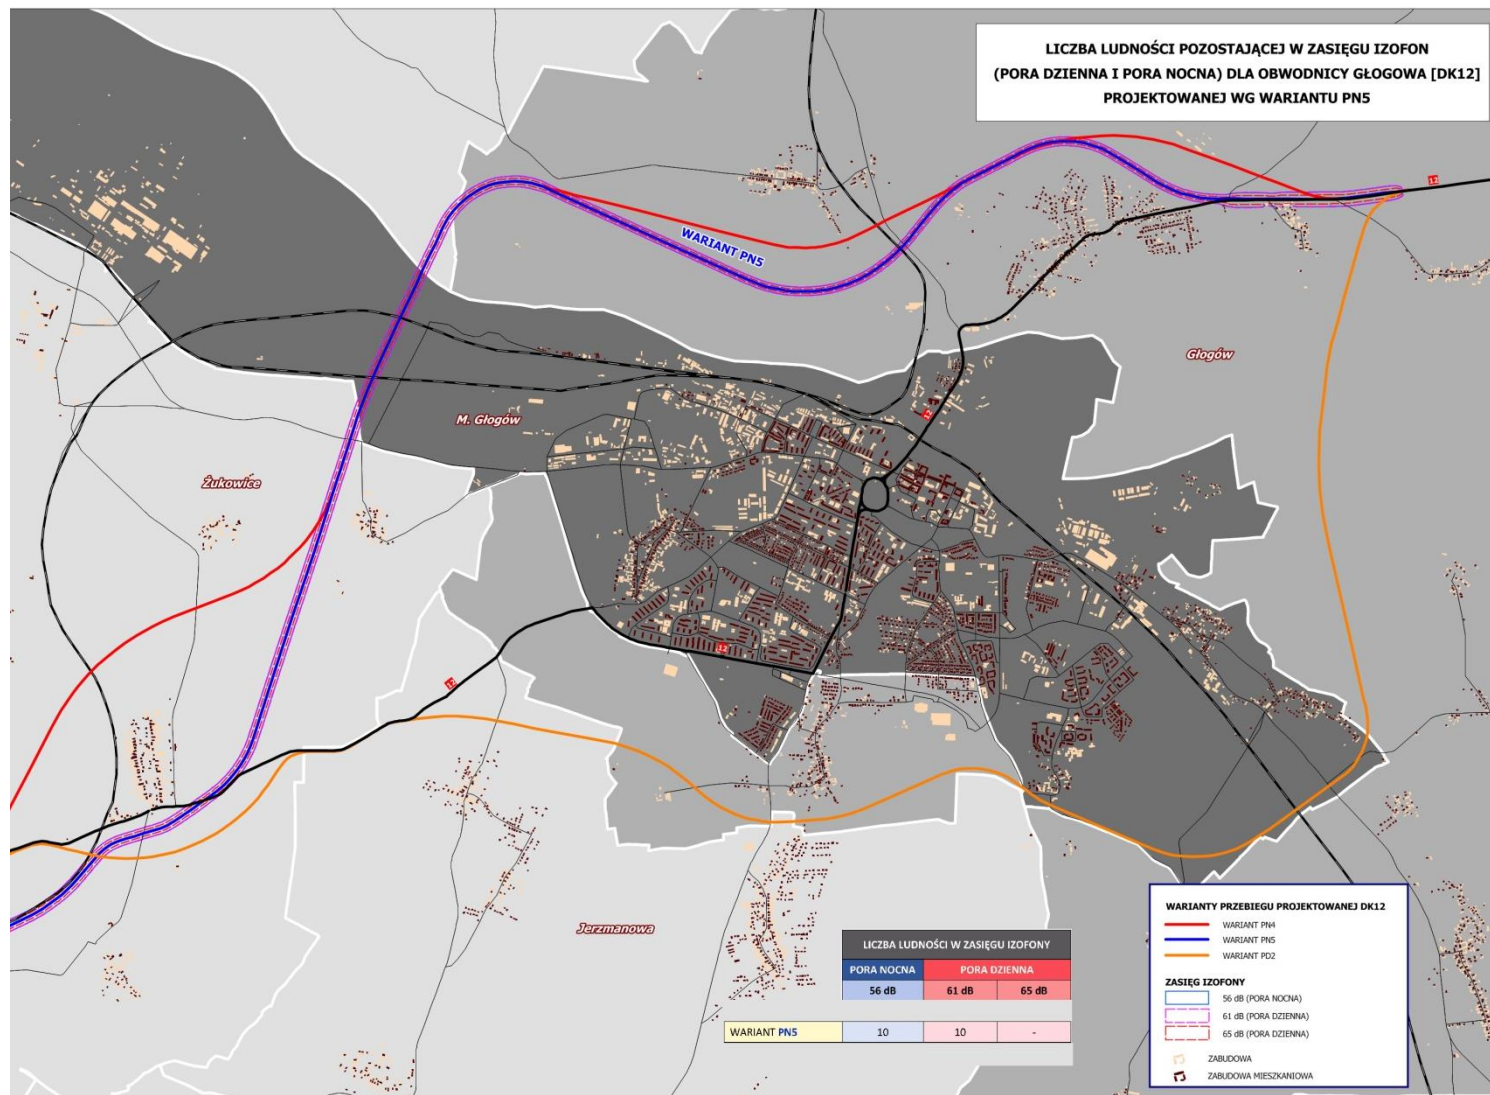 LICZBA LUDNOŚCI POZOSTAJĄCEJ W ZASIĘGU IZOFON
(PORA DZIENNA I PORA NOCNA) DLA OBWODNICY GŁOGOWA [DK12]
PROJEKTOWANEJ WG WARIANTU PN5
12
WARIANT PN5
Głogów
12
M. Głogów
Żukowice
12
12
Jerzmanowa
LICZBA LUDNOŚCI W ZASIĘGU IZOFONY
PORA NOCNA PORA DZIENNA
56 dB 61 dB 65 dB
WARIANT PN5 10 10 -
WARIANTY PRZEBIEGU PROJEKTOWANEJ DK12
WARIANT PN4
WARIANT PN5
WARIANT PD2
ZASIĘG IZOFONY
56 dB (PORA NOCNA)
61 dB (PORA DZIENNA)
65 dB (PORA DZIENNA)
ZABUDOWA
ZABUDOWA MIESZKANIOWA